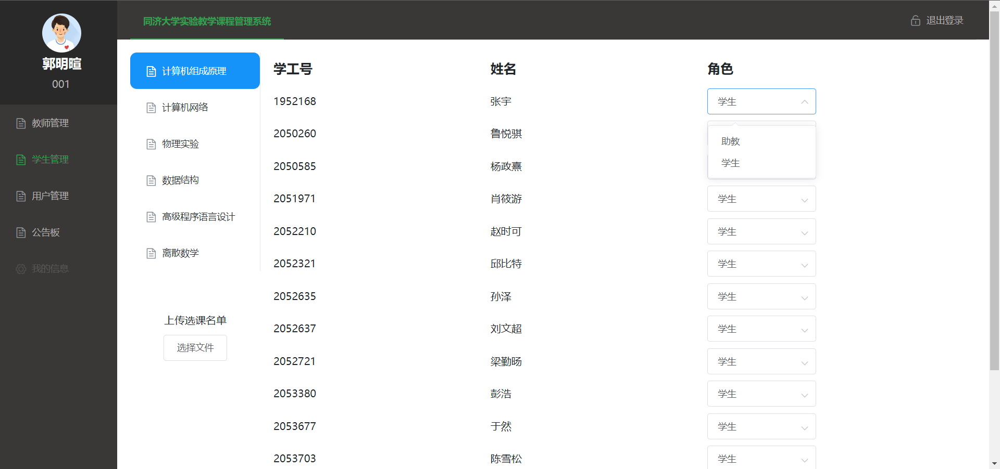 郭明暄
001
教师管理
学生管理
用户管理
公告板
我的信息
同济大学实验教学课程管理系统
退出登录
计算机组成原理
计算机网络
物理实验
数据结构
高级程序语言设计
离散数学
上传选课名单
选择文件
学工号 姓名 角色
1952168 张宇 学生
助教
学生
2050260 鲁悦骐
2050585 杨政熹
2051971 肖筱游 学生
2052210 赵时可 学生
2052321 邱比特 学生
2052635 孙泽 学生
2052637 刘文超 学生
2052721 梁勤旸 学生
2053380 彭浩 学生
2053677 于然 学生
2053703 陈雪松 学生